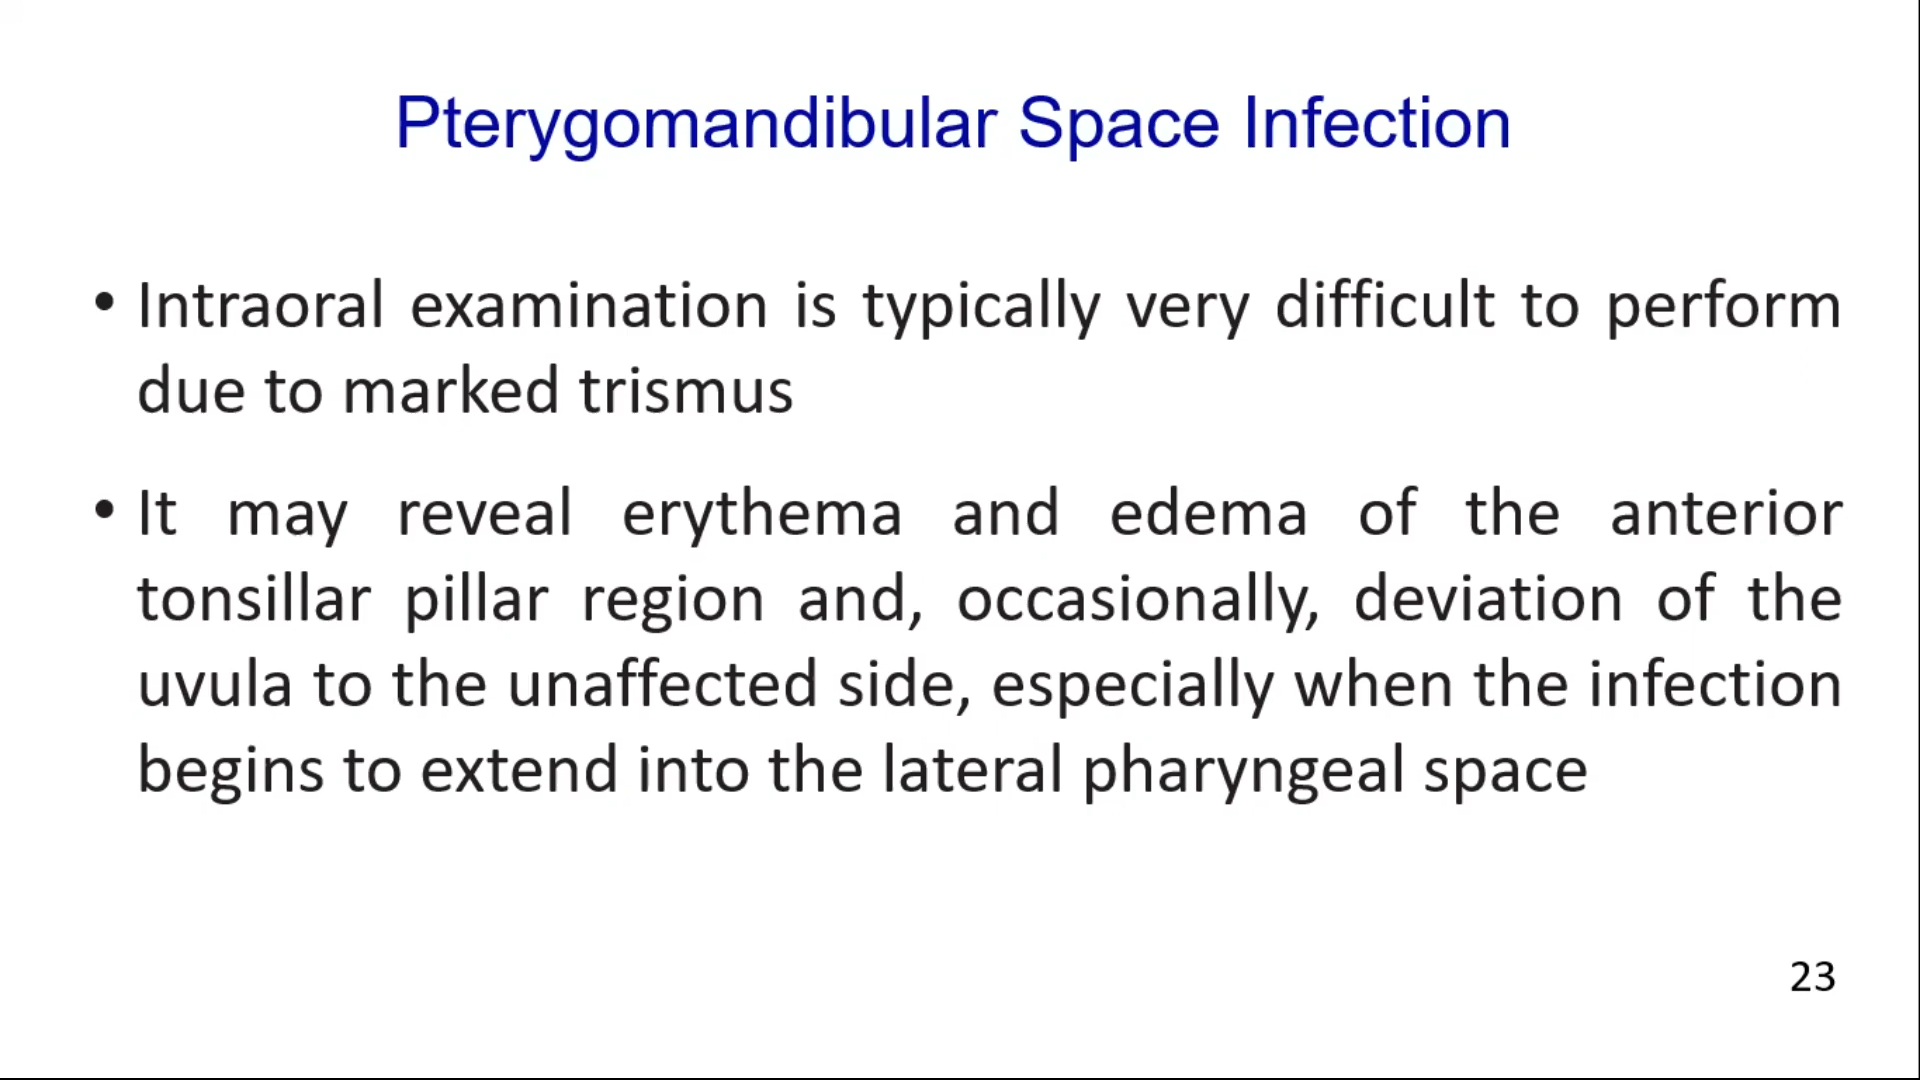 Pterygomandibular Space Infection
• Intraoral examination is typically very difficult to perform
due to marked trismus
• It may reveal erythema and edema of the anterior
tonsillar pillar region and, occasionally, deviation of the
uvula to the unaffected side, especially when the infection
begins to extend into the lateral pharyngeal space
23